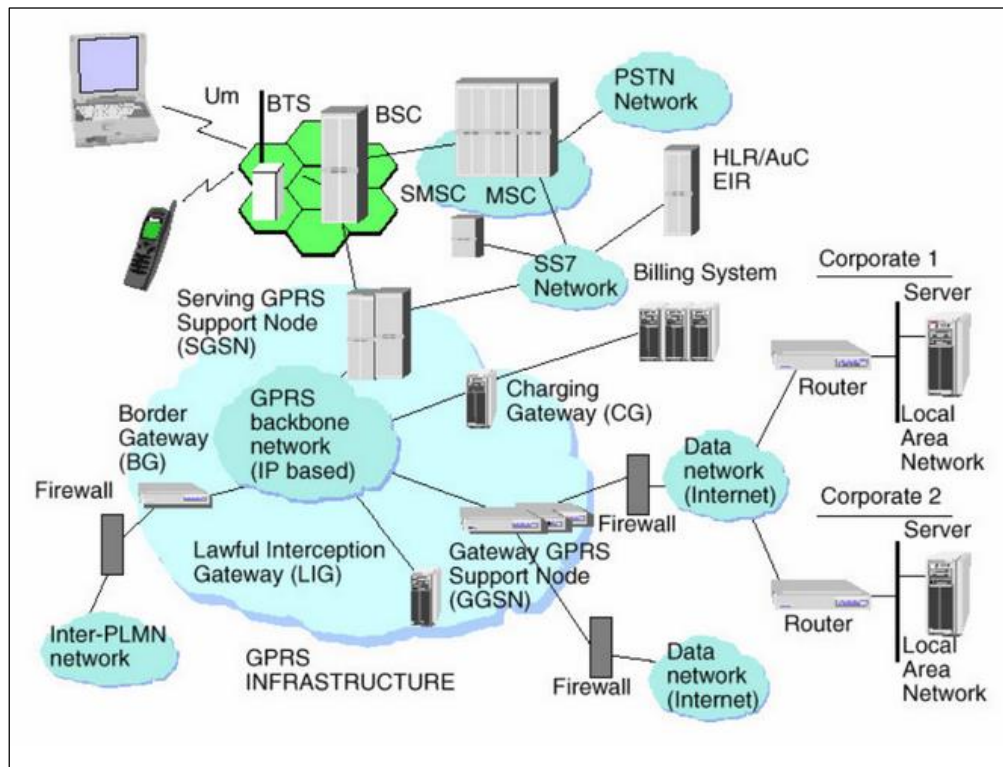 Um
BTS
BSC
PSTN
Network
SMSC
MSC
HLR/AuC
EIR
SS7
Network
Billing System
Corporate 1
Server
Router
Local
Area
Network
Serving GPRS
Support Node
(SGSN)
GPRS
backbone
network
(IP based)
Charging
Gateway (CG)
Border
Gateway
(BG)
Firewall
Data
network
(Internet)
Firewall
Corporate 2
Server
Router
Local
Area
Network
Lawful Interception
Gateway (LIG)
Gateway GPRS
Support Node
(GGSN)
Inter-PLMN
network
GPRS
INFRASTRUCTURE
Firewall
Data
network
(Internet)